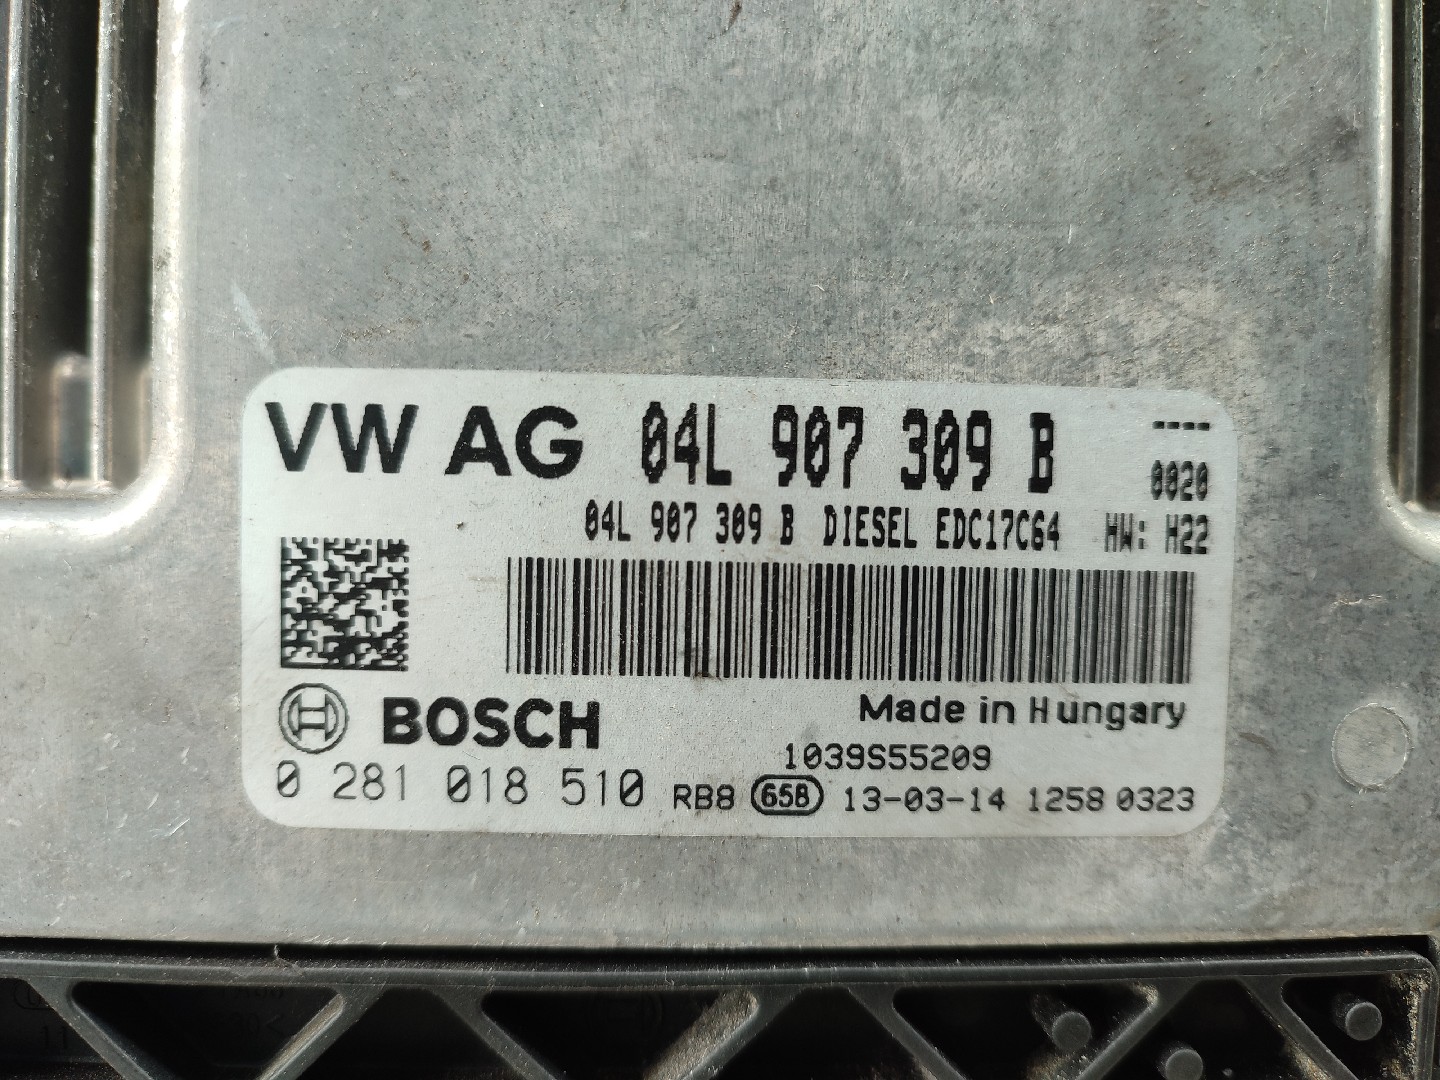 VW AG 04L 907 309 B ----
0020
04L 907 309 B DIESEL EDC17C64 HW: H22
BOSCH
Made in Hungary
1039S55209
0 281 018 510 RB8 65B 13-03-14 1258 0323